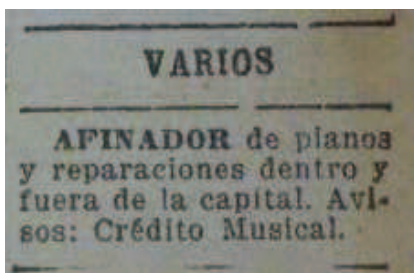 VARIOS
AFINADOR de pianos
y reparaciones dentro y
fuera de la capital. Avi-
sos: Crédito Musical.